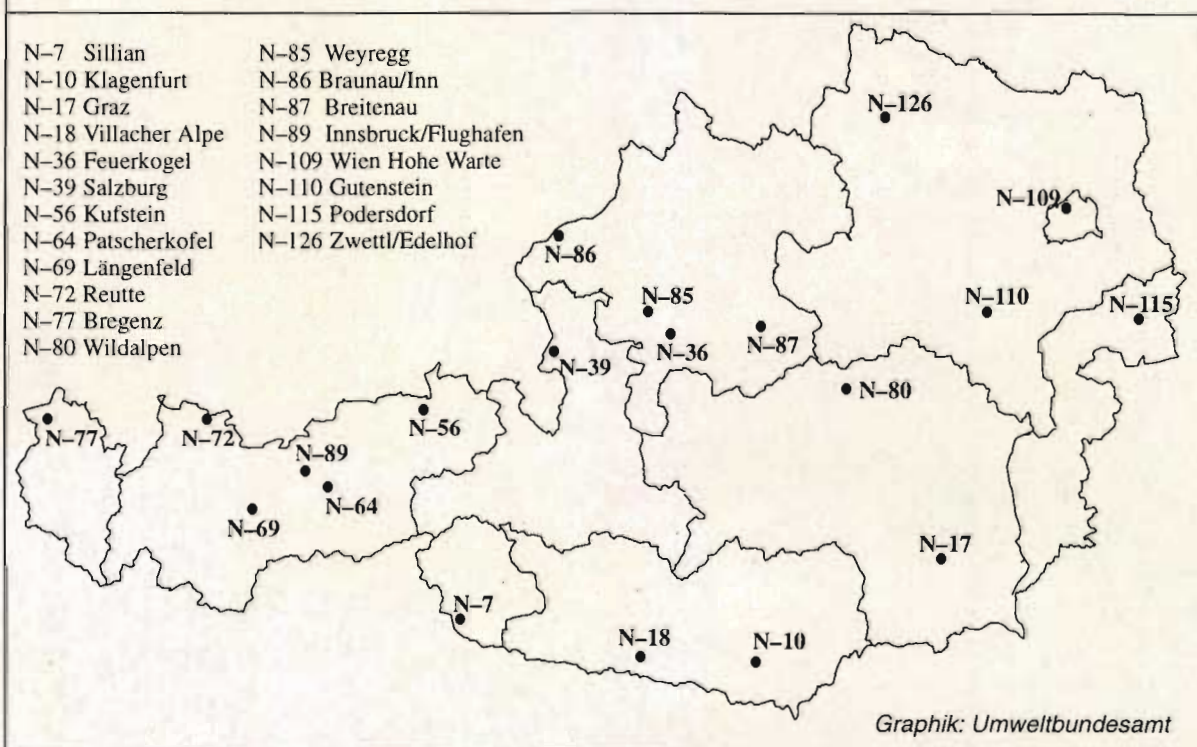 N–7 Sillian
N–10 Klagenfurt
N–17 Graz
N–18 Villacher Alpe
N–36 Feuerkogel
N–39 Salzburg
N–56 Kufstein
N–64 Patscherkofel
N–69 Längenfeld
N–72 Reutte
N–77 Bregenz
N–80 Wildalpen
N–85 Weyregg
N–86 Braunau/Inn
N–87 Breitenau
N–89 Innsbruck/Flughafen
N–109 Wien Hohe Warte
N–110 Gutenstein
N–115 Podersdorf
N–126 Zwettl/Edelhof
N–126
N–109
N–86
N–85
N–110
N–115
N–36
N–87
N–39
N–80
N–77
N–72
N–56
N–89
N–64
N–69
N–17
N–7
N–18
N–10
Graphik: Umweltbundesamt